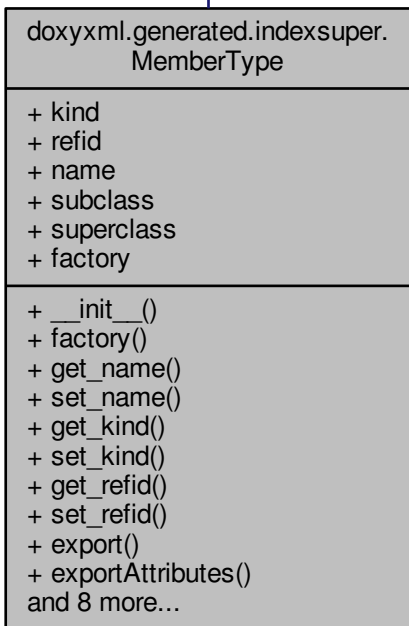 doxyxml.generated.indexsuper.
MemberType
+ kind
+ refid
+ name
+ subclass
+ superclass
+ factory
+ __init__()
+ factory()
+ get_name()
+ set_name()
+ get_kind()
+ set_kind()
+ get_refid()
+ set_refid()
+ export()
+ exportAttributes()
and 8 more...